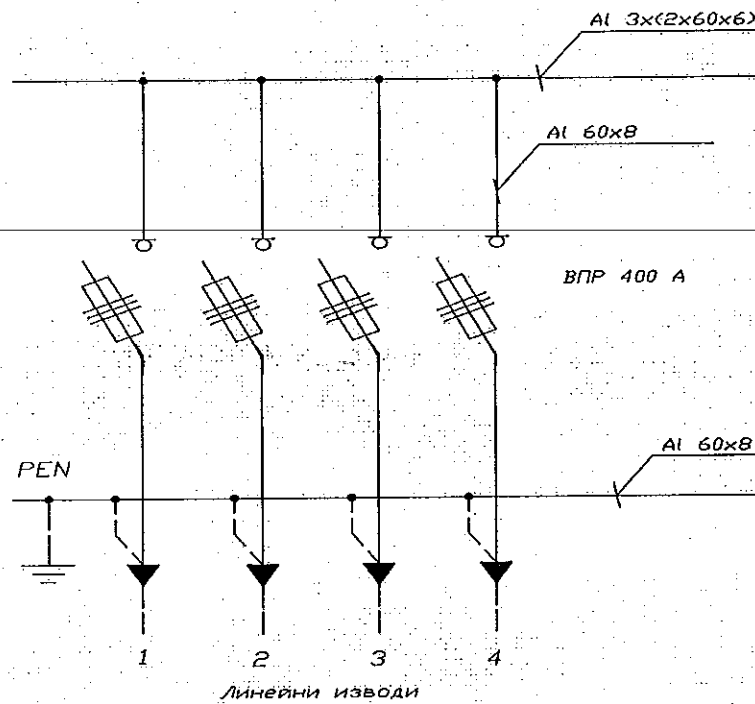 Al 3x(2x60x6)
Al 60x8
ВПР 400 А
Al 60x8
PEN
1 2 3 4
Линейни изводи